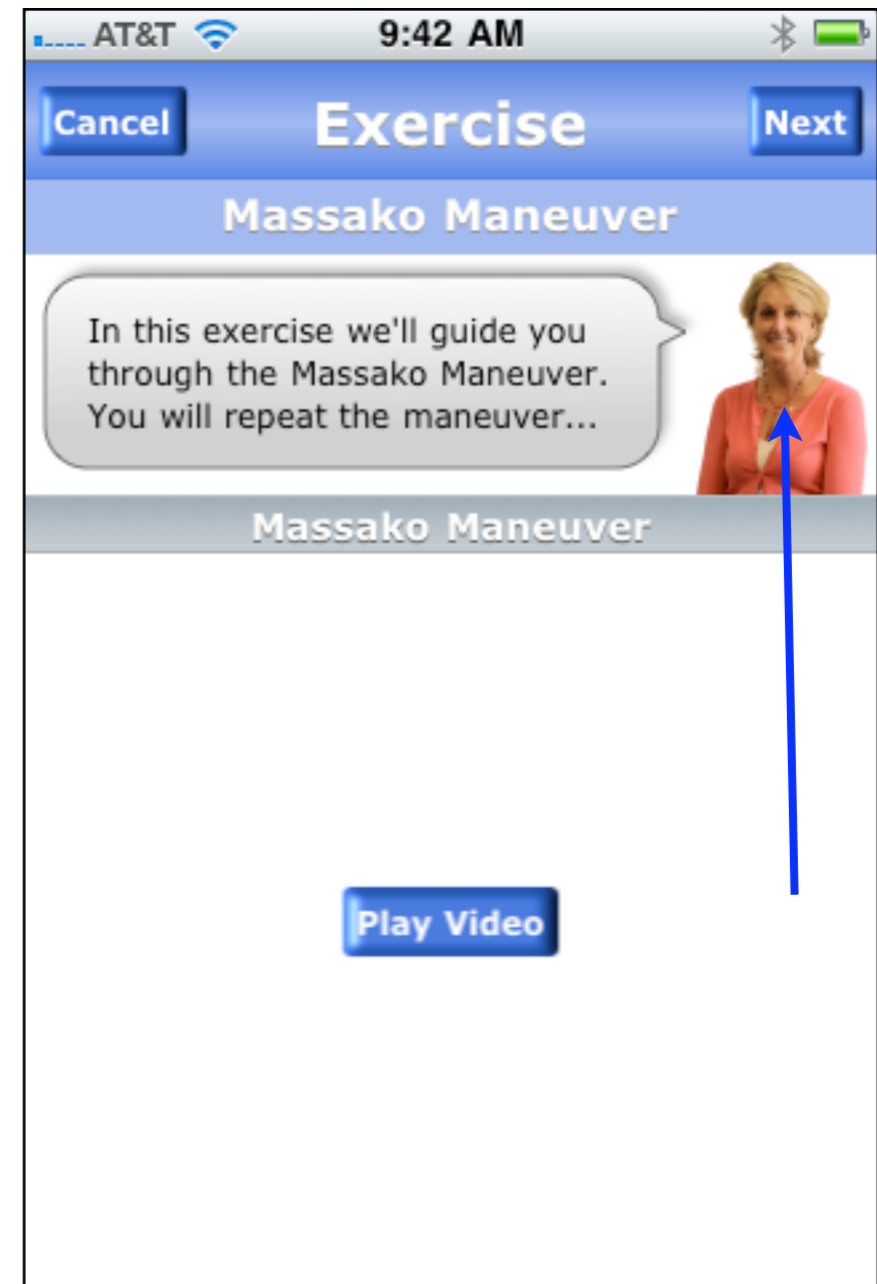 AT&T 9:42 AM
Cancel Exercise Next
Massako Maneuver
In this exercise we'll guide you
through the Massako Maneuver.
You will repeat the maneuver...
Massako Maneuver
Play Video